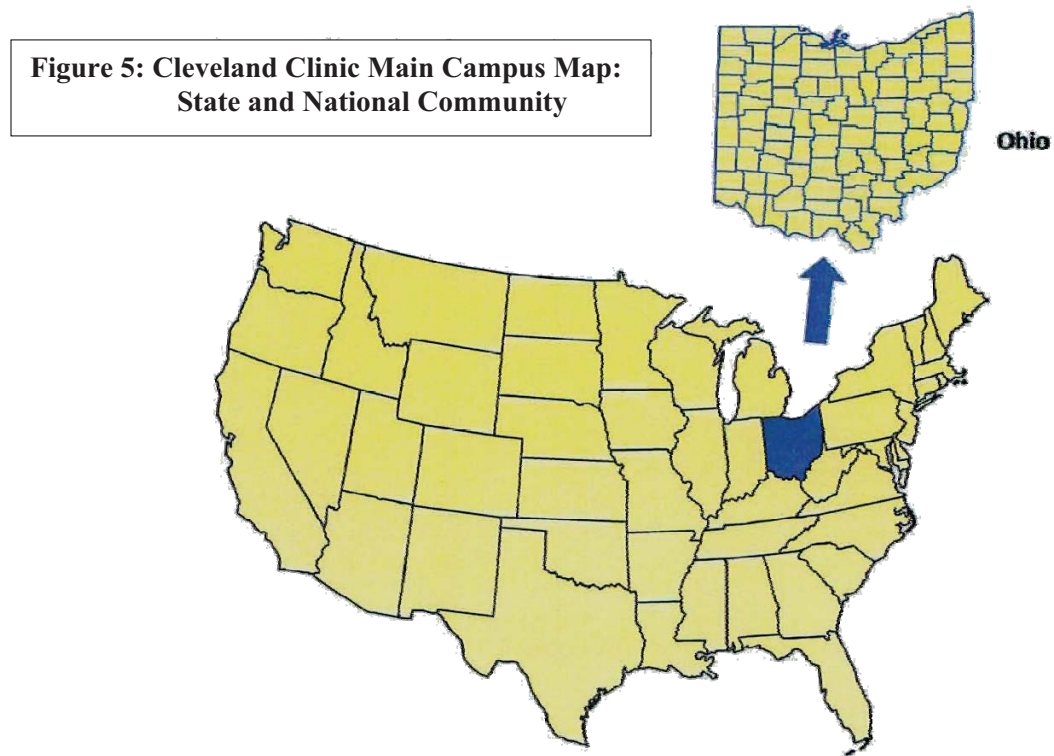 Figure 5: Cleveland Clinic Main Campus Map:
State and National Community
Ohio